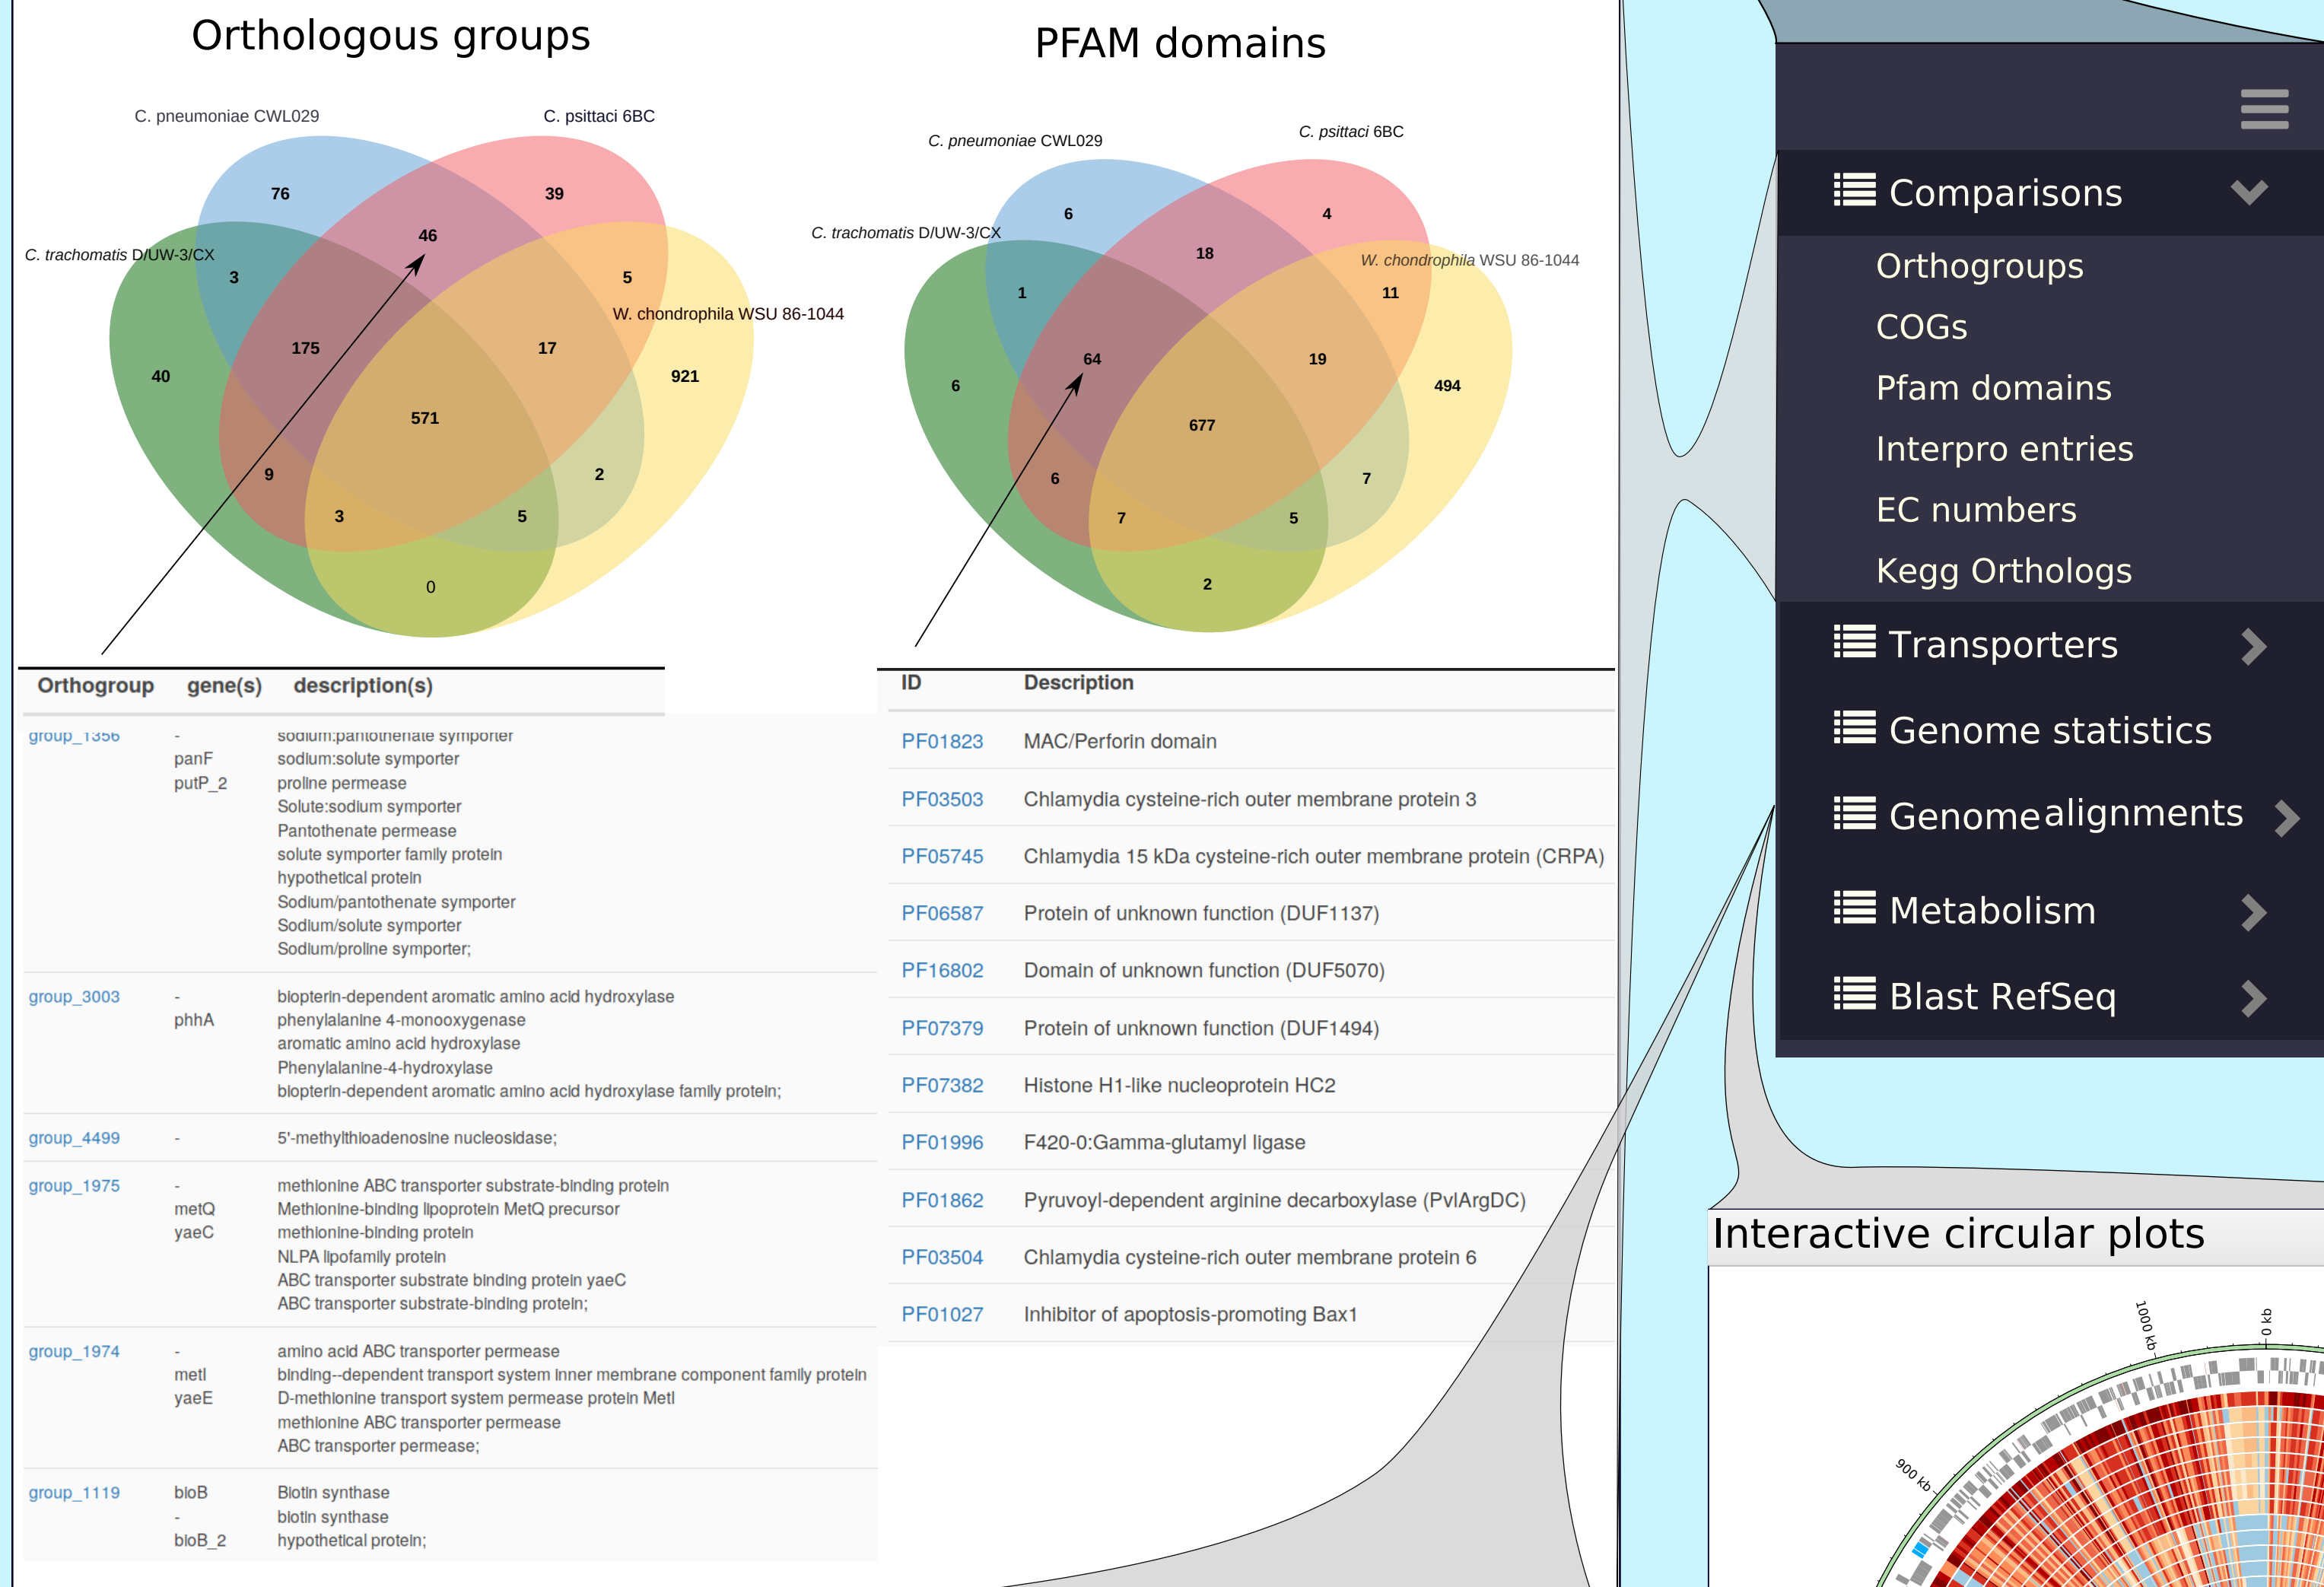 Orthologous groups
C. pneumoniae CWL029
C. psittaci 6BC
C. trachomatis D/UW-3/CX
W. chondrophila WSU 86-1044
76
39
46
3
5
175
17
40
921
571
9
2
3
5
0
PFAM domains
C. pneumoniae CWL029
C. psittaci 6BC
C. trachomatis D/UW-3/CX
W. chondrophila WSU 86-1044
6
4
18
1
11
64
19
6
494
677
6
7
7
5
2
Orthogroup gene(s) description(s)
group_1356 - sodium:pantothenate symporter
panF sodium:solute symporter
putP_2 proline permease
Solute:sodium symporter
Pantothenate permease
solute symporter family protein
hypothetical protein
Sodium/pantothenate symporter
Sodium/solute symporter
Sodium/proline symporter;
group_3003 - biopterin-dependent aromatic amino acid hydroxylase
phhA phenylalanine 4-monooxygenase
aromatic amino acid hydroxylase
Phenylalanine-4-hydroxylase
biopterin-dependent aromatic amino acid hydroxylase family protein;
group_4499 - 5'-methylthioadenosine nucleosidase;
group_1975 - methionine ABC transporter substrate-binding protein
metQ Methionine-binding lipoprotein MetQ precursor
yaeC methionine-binding protein
NLPA lipofamily protein
ABC transporter substrate binding protein yaeC
ABC transporter substrate-binding protein;
group_1974 - amino acid ABC transporter permease
metI binding--dependent transport system inner membrane component family protein
yaeE D-methionine transport system permease protein MetI
methionine ABC transporter permease
ABC transporter permease;
group_1119 bioB Biotin synthase
- biotin synthase
bioB_2 hypothetical protein;
ID Description
PF01823 MAC/Perforin domain
PF03503 Chlamydia cysteine-rich outer membrane protein 3
PF05745 Chlamydia 15 kDa cysteine-rich outer membrane protein (CRPA)
PF06587 Protein of unknown function (DUF1137)
PF16802 Domain of unknown function (DUF5070)
PF07379 Protein of unknown function (DUF1494)
PF07382 Histone H1-like nucleoprotein HC2
PF01996 F420-0:Gamma-glutamyl ligase
PF01862 Pyruvoyl-dependent arginine decarboxylase (PvlArgDC)
PF03504 Chlamydia cysteine-rich outer membrane protein 6
PF01027 Inhibitor of apoptosis-promoting Bax1
Comparisons
Orthogroups
COGs
Pfam domains
Interpro entries
EC numbers
Kegg Orthologs
Transporters
Genome statistics
Genome alignments
Metabolism
Blast RefSeq
Interactive circular plots
0 kb
1000 kb
900 kb